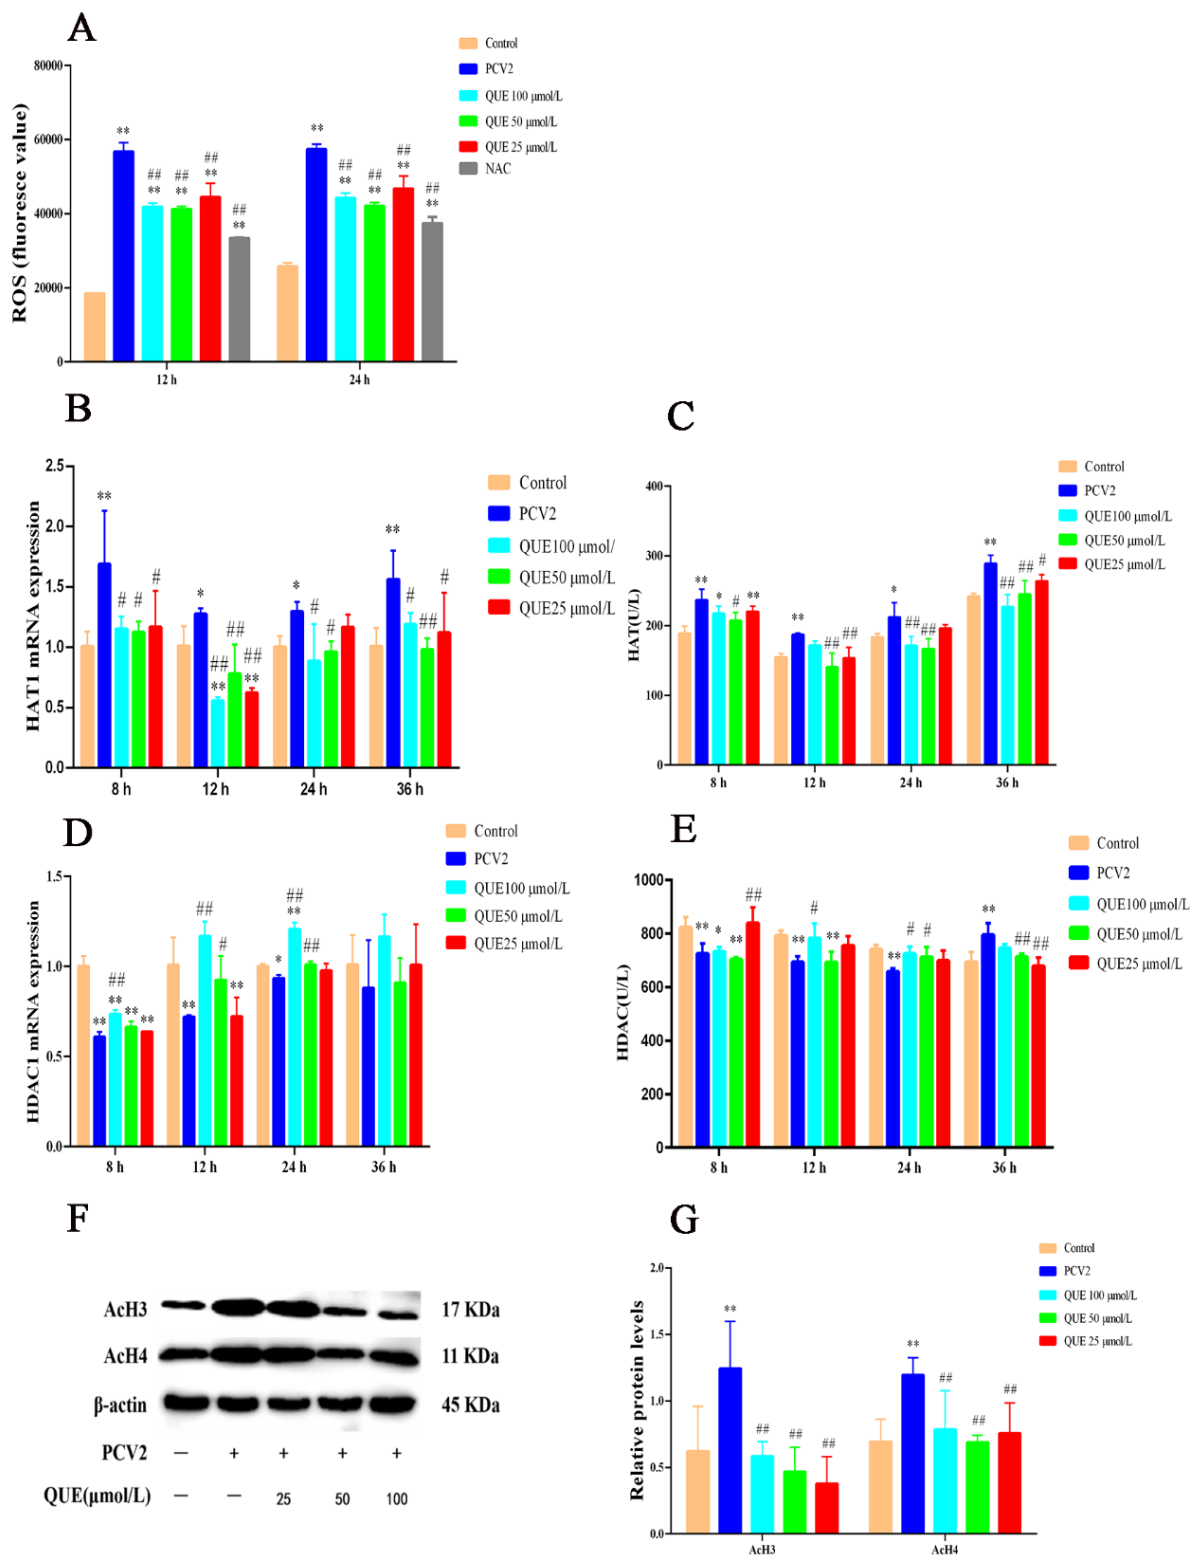 A
Control
PCV2
QUE 100 μmol/L
QUE 50 μmol/L
QUE 25 μmol/L
NAC
ROS (fluoresce value)
80000
60000
40000
20000
0
** ## ** ## ** ## ** ## **
** ## ** ## ** ## ** ## **
12 h 24 h
B
Control
PCV2
QUE100 μmol/
QUE50 μmol/L
QUE25 μmol/L
HAT1 mRNA expression
2.5
2.0
1.5
1.0
0.5
0.0
** # # #
* ## ** ## ## **
* # #
** # ## #
8 h 12 h 24 h 36 h
C
Control
PCV2
QUE100 μmol/L
QUE50 μmol/L
QUE25 μmol/L
HAT(U/L)
400
300
200
100
0
** * # **
** ## ##
* ## ##
** ## ## #
8 h 12 h 24 h 36 h
D
Control
PCV2
QUE100 μmol/L
QUE50 μmol/L
QUE25 μmol/L
HDAC1 mRNA expression
1.5
1.0
0.5
0.0
** ## ** ** **
** ## # **
* ## ** ##
8 h 12 h 24 h 36 h
E
Control
PCV2
QUE100 μmol/L
QUE50 μmol/L
QUE25 μmol/L
HDAC(U/L)
1000
800
600
400
200
0
** * ** ##
** # **
** # #
** ## ##
8 h 12 h 24 h 36 h
F
AcH3 17 KDa
AcH4 11 KDa
β-actin 45 KDa
PCV2 — + + + +
QUE(μmol/L) — — 25 50 100
G
Control
PCV2
QUE 100 μmol/L
QUE 50 μmol/L
QUE 25 μmol/L
Relative protein levels
2.0
1.5
1.0
0.5
0.0
** ## ## ##
** ## ## ##
AcH3 AcH4